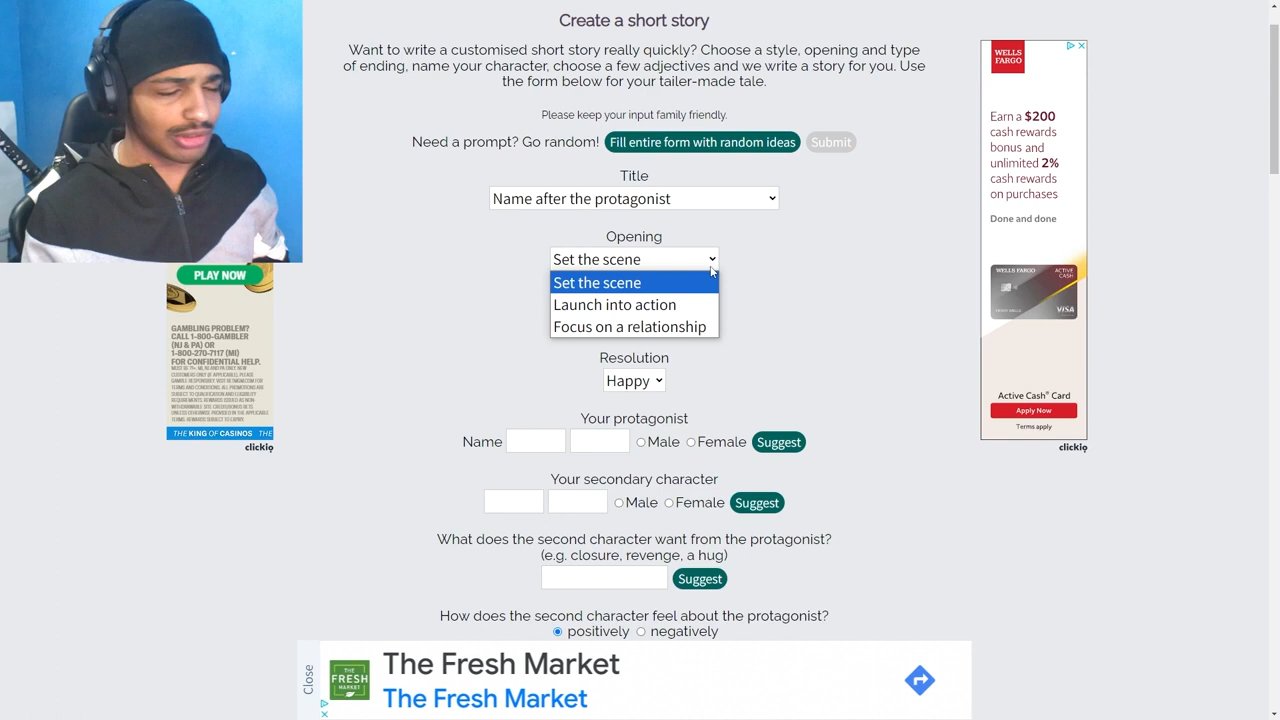 Create a short story
Want to write a customised short story really quickly? Choose a style, opening and type
of ending, name your character, choose a few adjectives and we write a story for you. Use
the form below for your tailer-made tale.
Please keep your input family friendly.
Need a prompt? Go random! Fill entire form with random ideas Submit
Title
Name after the protagonist
Opening
Set the scene
Set the scene
Launch into action
Focus on a relationship
Resolution
Happy
Your protagonist
Name Male Female Suggest
Your secondary character
Male Female Suggest
What does the second character want from the protagonist?
(e.g. closure, revenge, a hug)
Suggest
How does the second character feel about the protagonist?
positively negatively
PLAY NOW
GAMBLING PROBLEM?
CALL 1-800-GAMBLER
(NJ & PA) OR
1-800-270-7117 (MI)
FOR CONFIDENTIAL HELP.
THE KING OF CASINOS THE
clickio
WELLS
FARGO
Earn a $200
cash rewards
bonus and
unlimited 2%
cash rewards
on purchases
Done and done
WELLS FARGO ACTIVE
CASH
VISA
Active Cash® Card
Apply Now
Terms apply
clickio
Close
THE
FRESH
MARKET
The Fresh Market
The Fresh Market